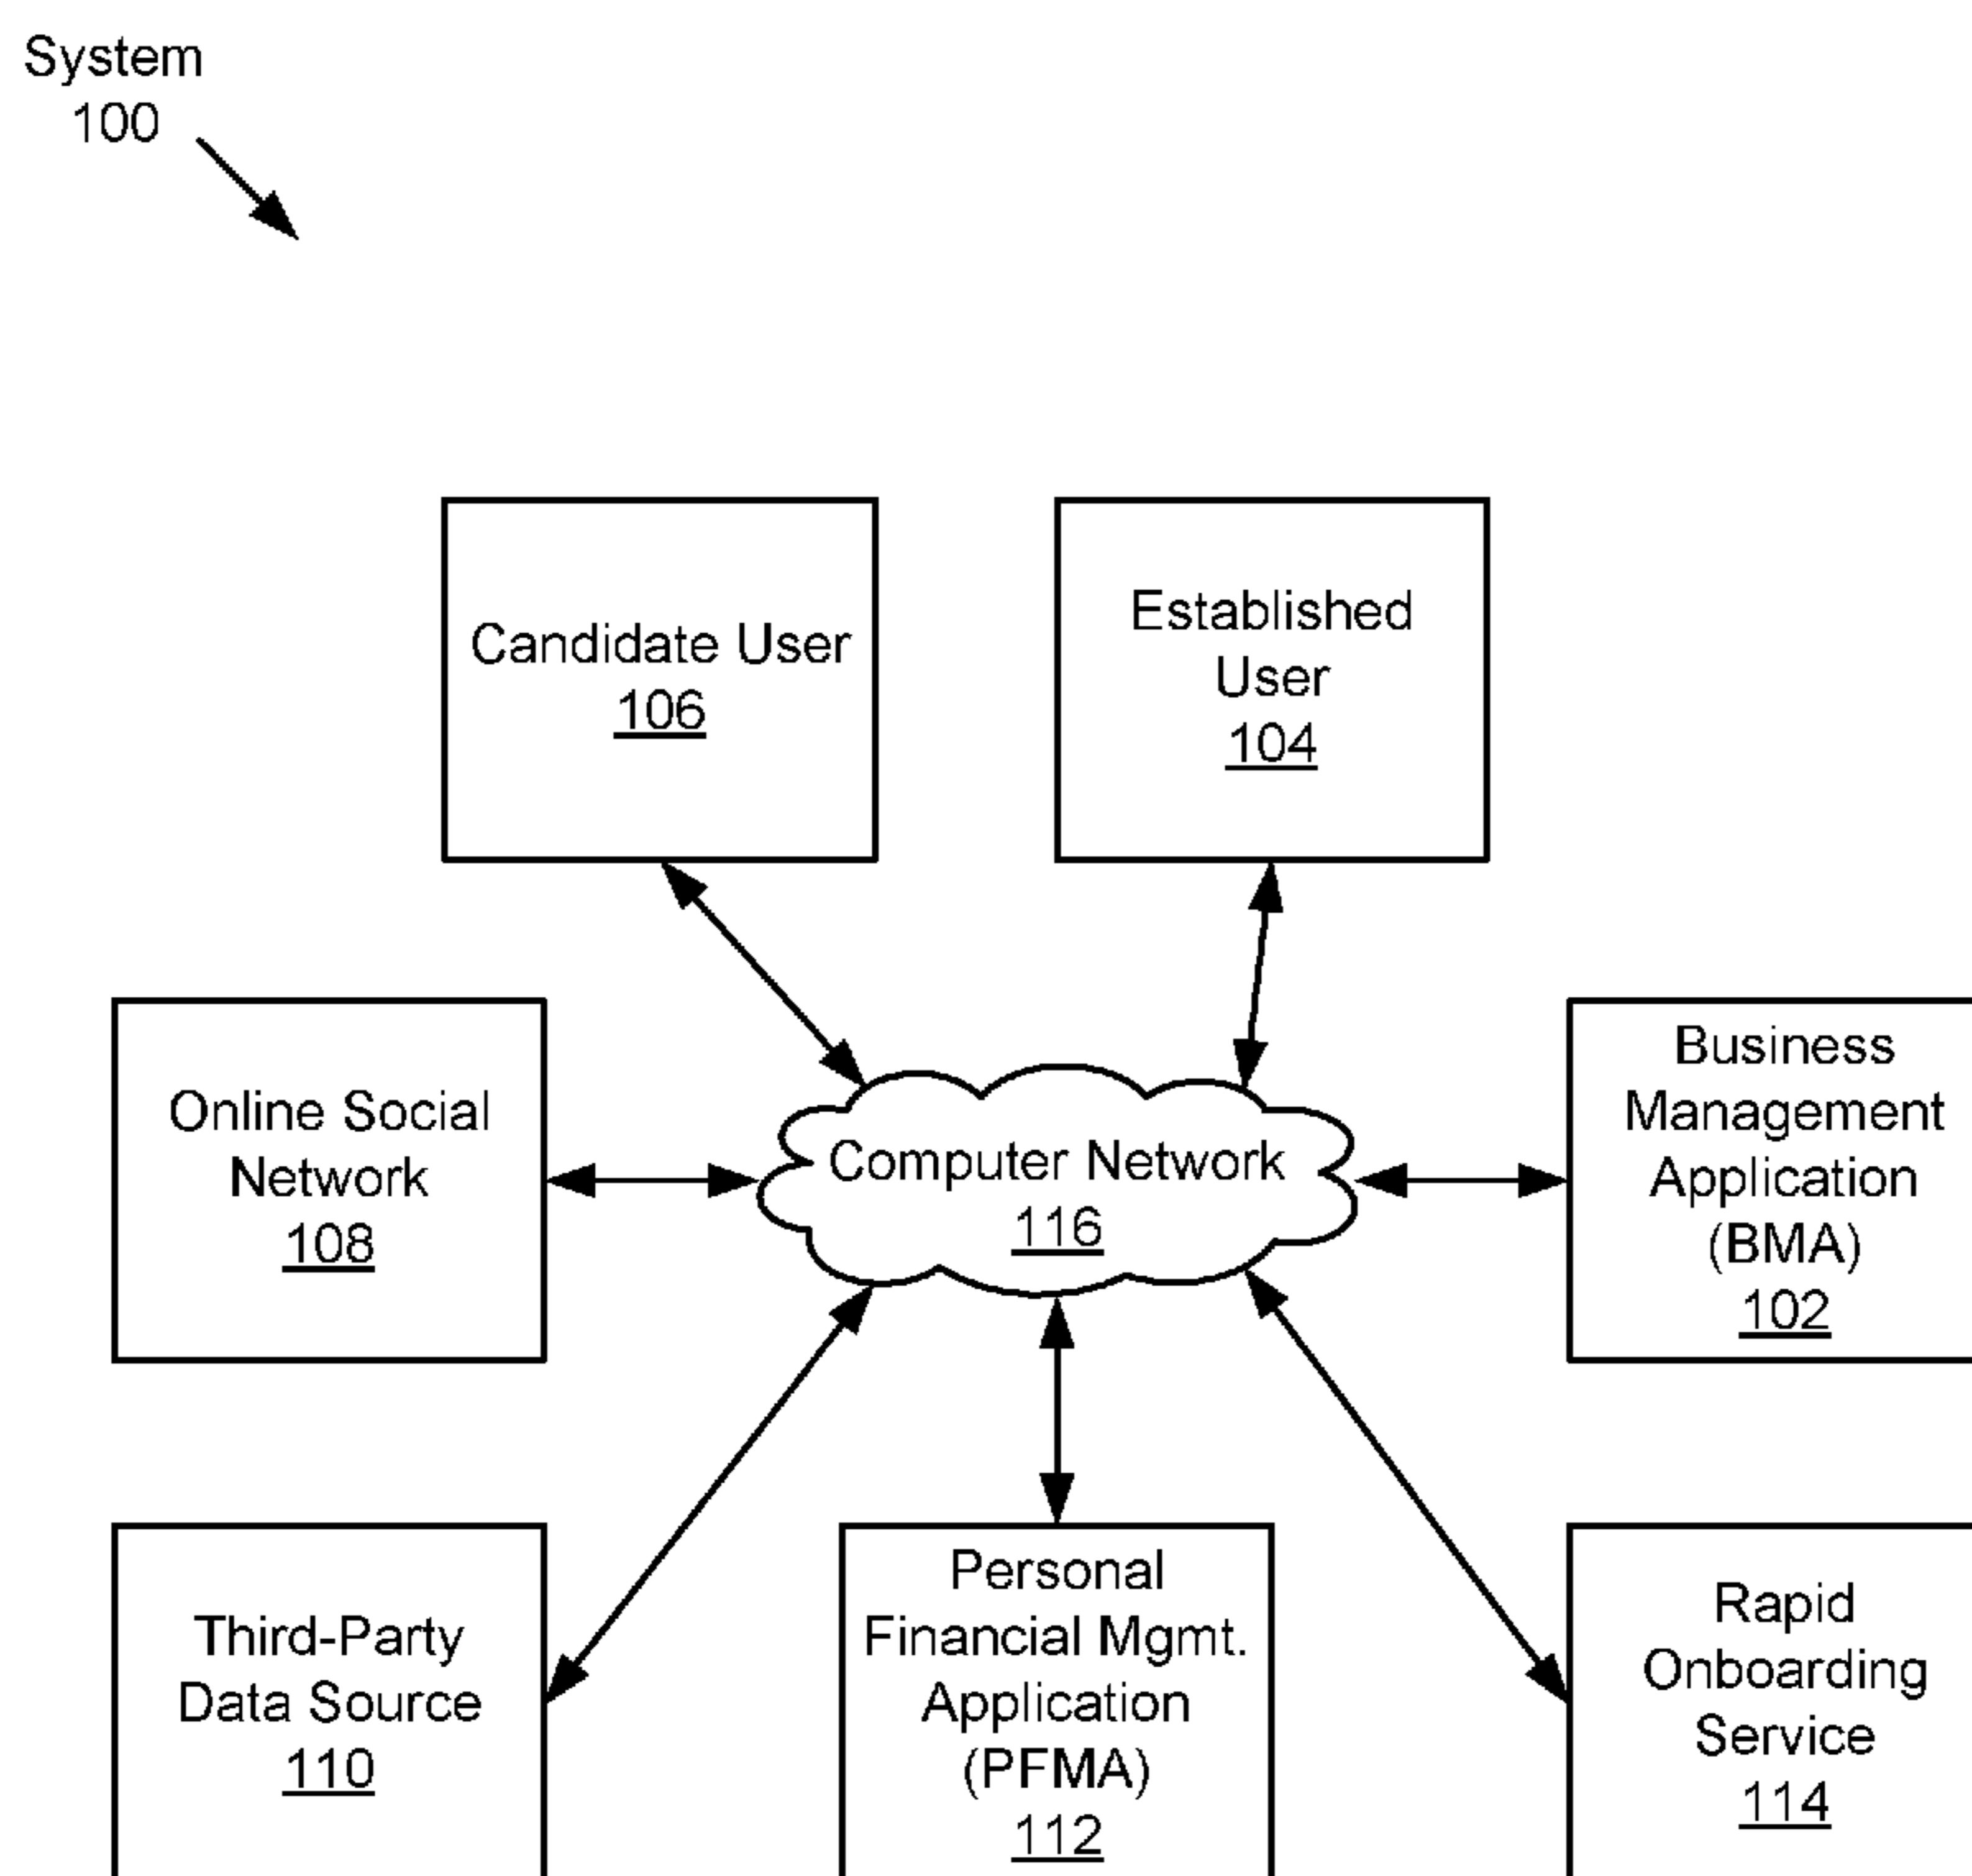 System
100
Candidate User
106
Established
User
104
Online Social
Network
108
Computer Network
116
Business
Management
Application
(BMA)
102
Third-Party
Data Source
110
Personal
Financial Mgmt.
Application
(PFMA)
112
Rapid
Onboarding
Service
114